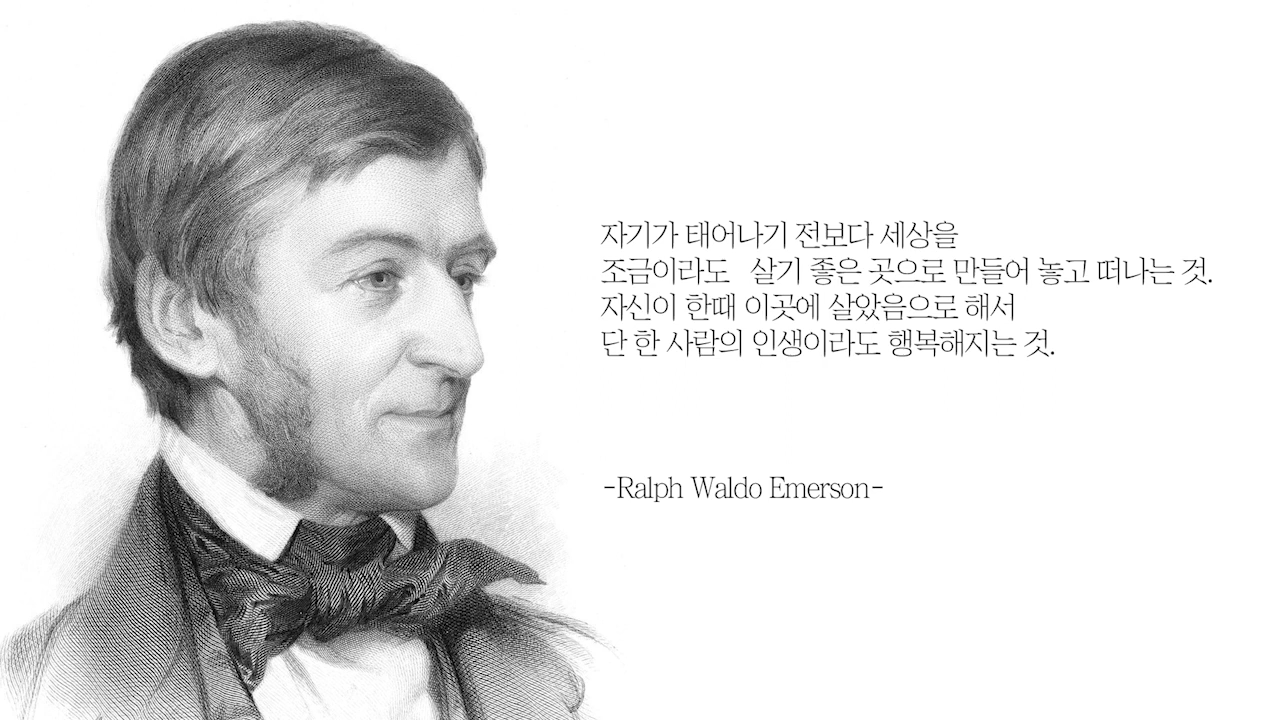 자기가 태어나기 전보다 세상을
조금이라도 살기 좋은 곳으로 만들어 놓고 떠나는 것.
자신이 한때 이곳에 살았음으로 해서
단 한 사람의 인생이라도 행복해지는 것.
-Ralph Waldo Emerson-